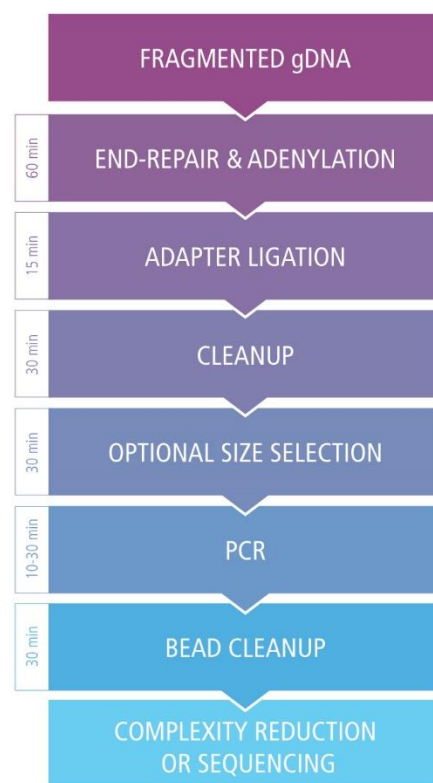 FRAGMENTED gDNA
60 min
END-REPAIR & ADENYLATION
15 min
ADAPTER LIGATION
30 min
CLEANUP
30 min
OPTIONAL SIZE SELECTION
10-30 min
PCR
30 min
BEAD CLEANUP
COMPLEXITY REDUCTION
OR SEQUENCING